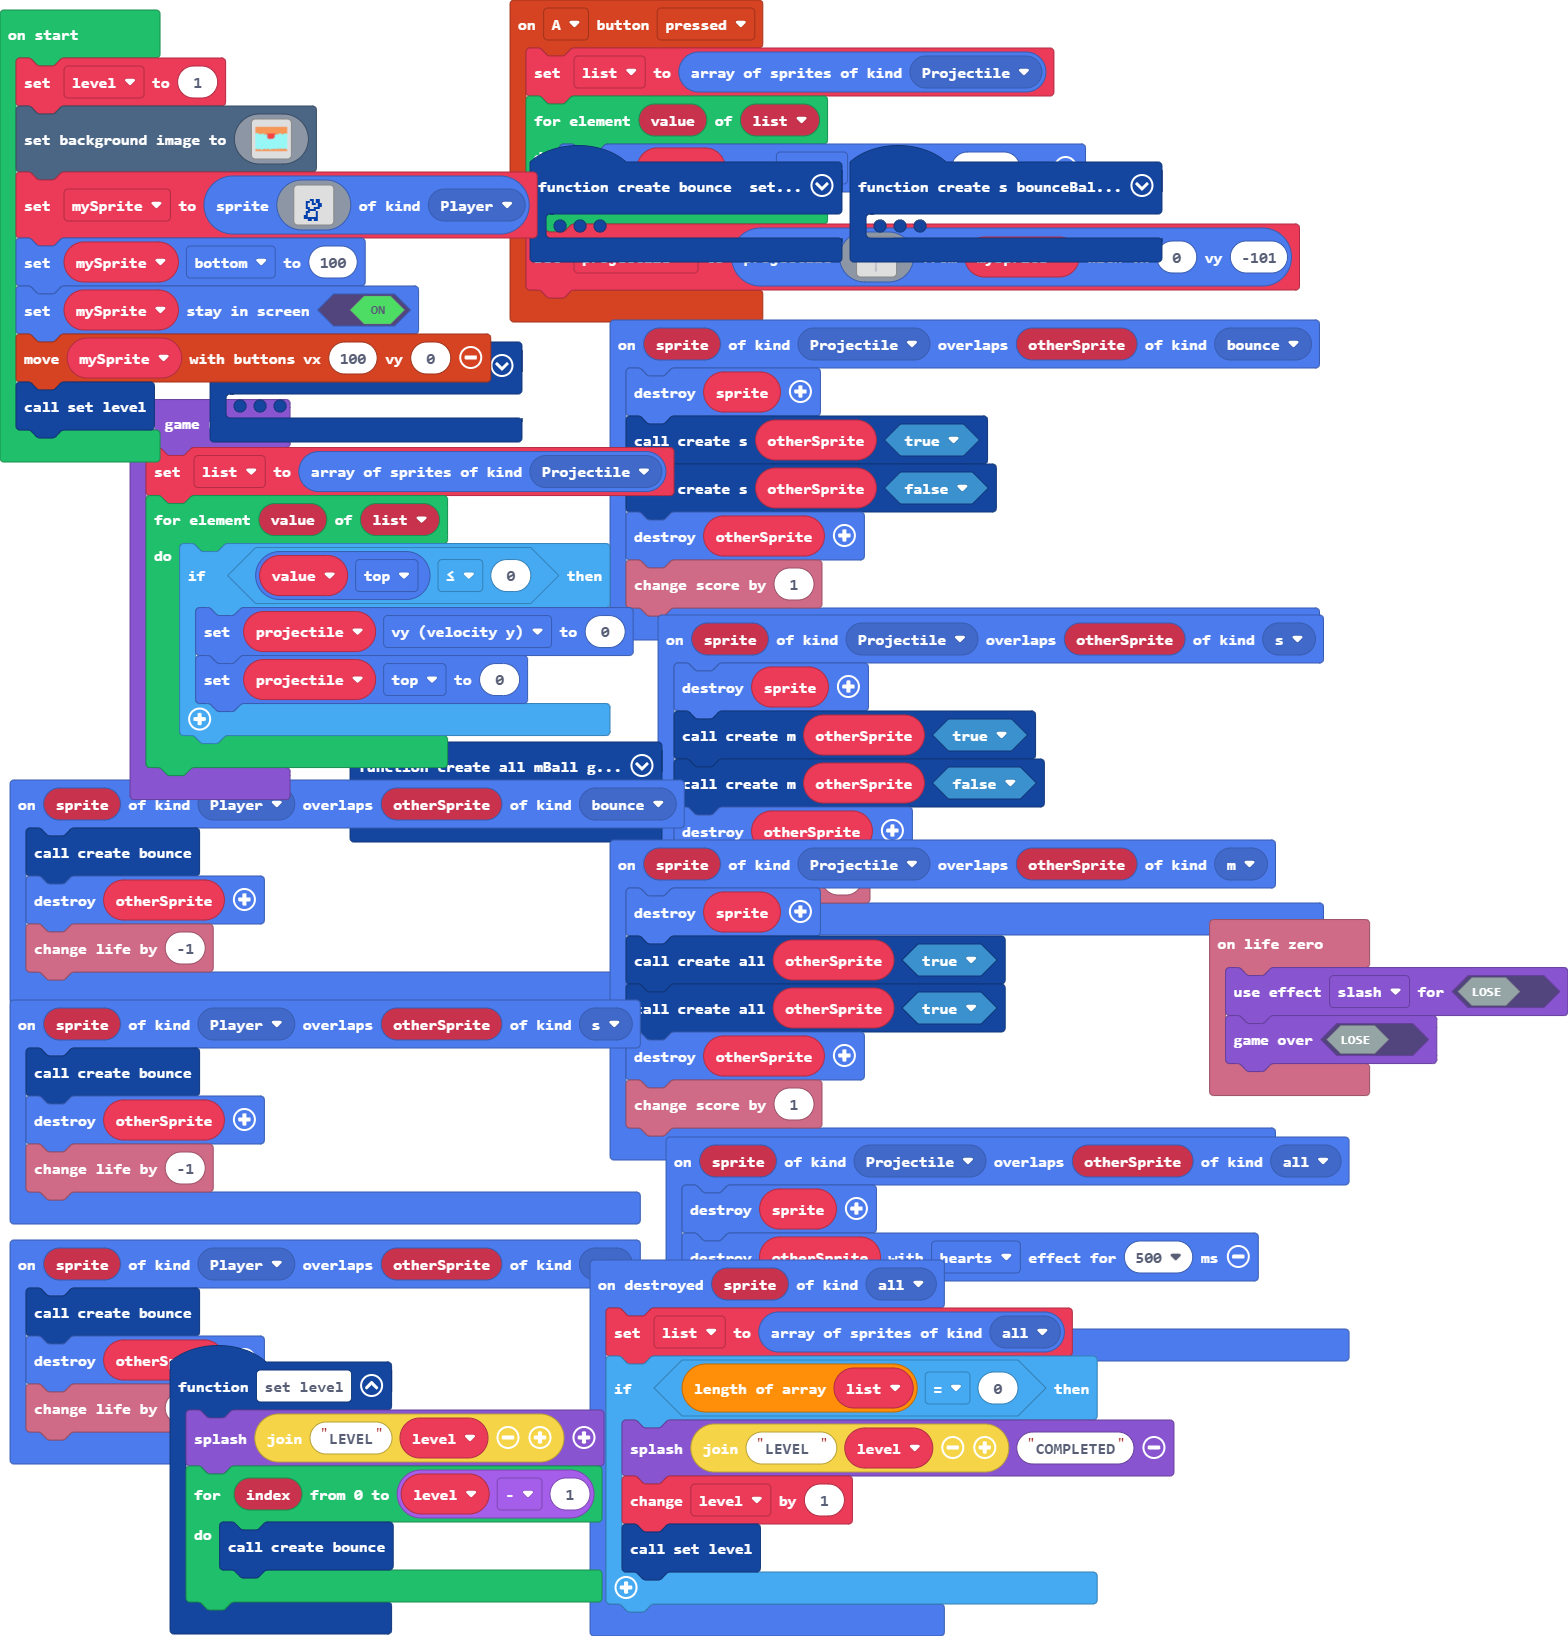 on start
set level to 1
set background image to
set mySprite to sprite of kind Player
set mySprite bottom to 100
set mySprite stay in screen ON
move mySprite with buttons vx 100 vy 0
call set level
on A button pressed
set list to array of sprites of kind Projectile
for element value of list
function create bounce set...
function create s bounceBal...
0 vy -101
game
set list to array of sprites of kind Projectile
for element value of list
do
if value top ≤ 0 then
set projectile vy (velocity y) to 0
set projectile top to 0
function create all mBall g...
on sprite of kind Projectile overlaps otherSprite of kind bounce
destroy sprite
call create s otherSprite true
create s otherSprite false
destroy otherSprite
change score by 1
on sprite of kind Projectile overlaps otherSprite of kind s
destroy sprite
call create m otherSprite true
call create m otherSprite false
destroy otherSprite
on sprite of kind Player overlaps otherSprite of kind bounce
call create bounce
destroy otherSprite
change life by -1
on sprite of kind Projectile overlaps otherSprite of kind m
destroy sprite
call create all otherSprite true
call create all otherSprite true
destroy otherSprite
change score by 1
on life zero
use effect slash for LOSE
game over LOSE
on sprite of kind Player overlaps otherSprite of kind s
call create bounce
destroy otherSprite
change life by -1
on sprite of kind Projectile overlaps otherSprite of kind all
destroy sprite
destroy otherSprite with hearts effect for 500 ms
on sprite of kind Player overlaps otherSprite of kind
call create bounce
destroy otherS
change life by
on destroyed sprite of kind all
set list to array of sprites of kind all
if length of array list = 0 then
splash join "LEVEL " level "COMPLETED"
change level by 1
call set level
function set level
splash join "LEVEL" level
for index from 0 to level - 1
do
call create bounce